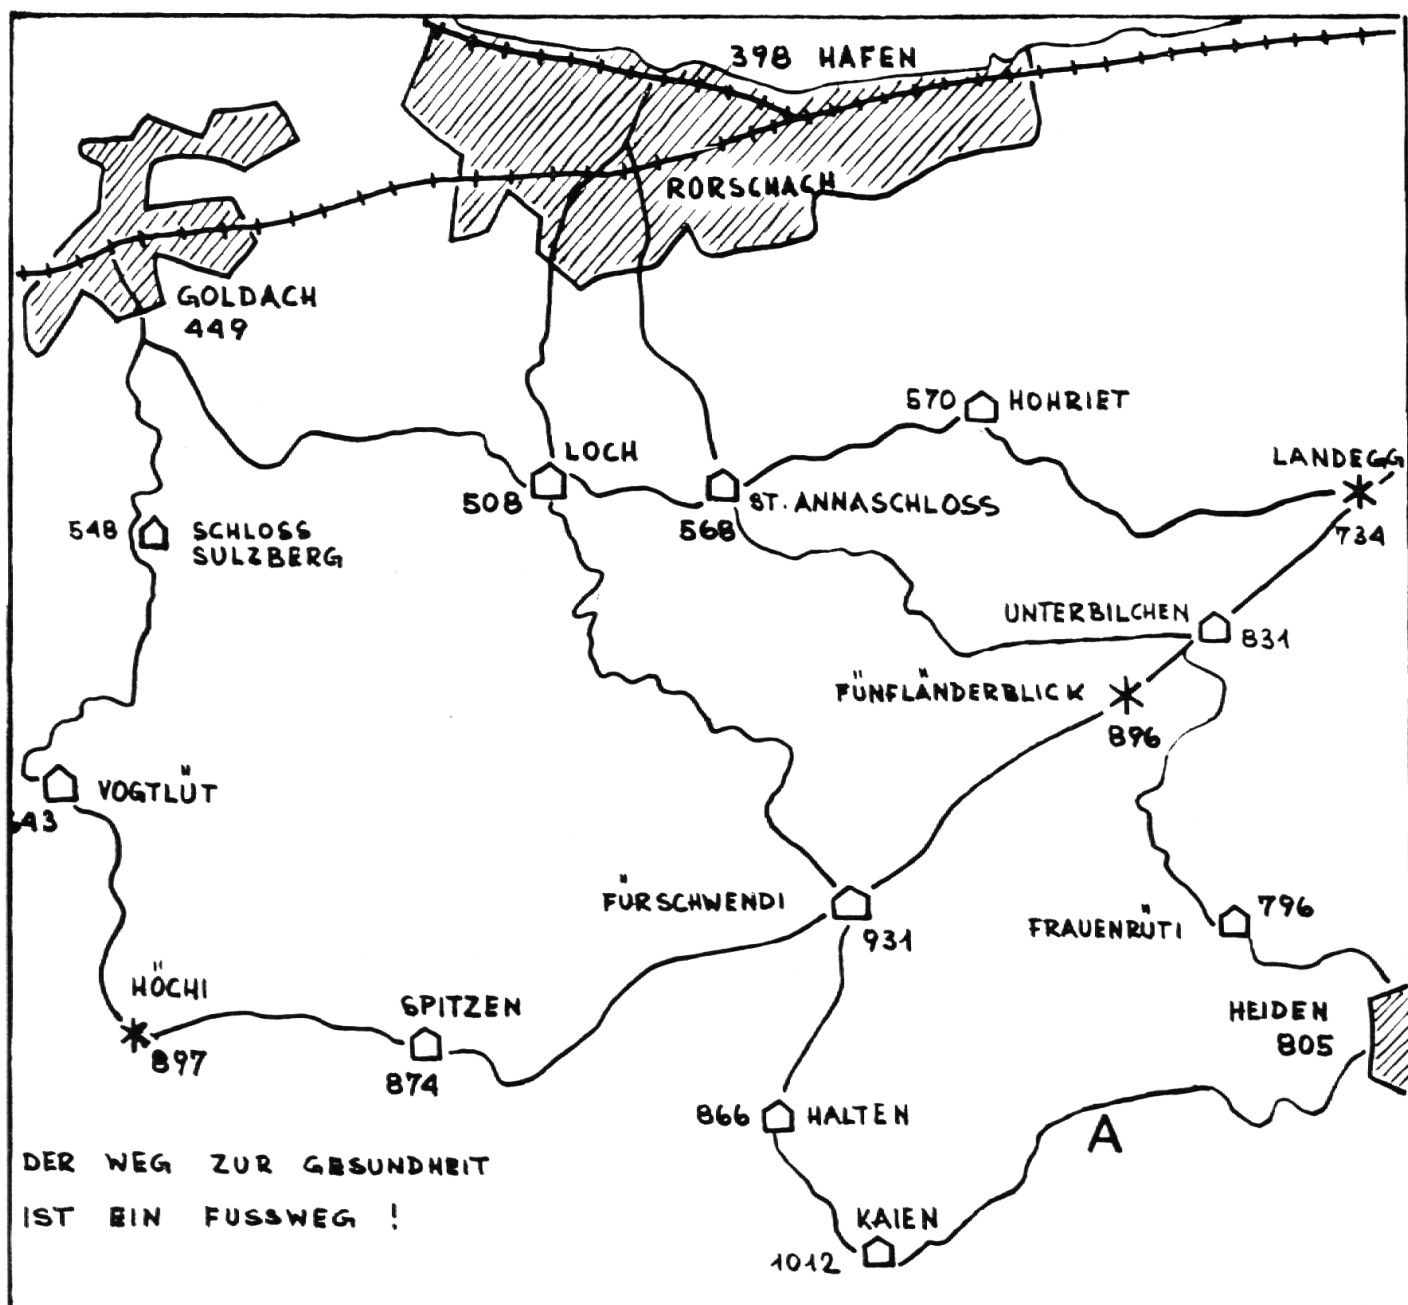 398 HAFEN
RORSCHACH
GOLDACH
449
570 HOHRIET
LOCH
508
LANDEGG
734
ST. ANNASCHLOSS
568
548 SCHLOSS
SULZBERG
UNTERBILCHEN
831
FÜNFLÄNDERBLICK
896
VOGTLÜT
43
FÜRSCHWENDI
931
796
FRAUENRÜTI
HÖCHI
897
SPITZEN
874
HEIDEN
805
866 HALTEN
A
KAIEN
1012
DER WEG ZUR GESUNDHEIT
IST EIN FUSSWEG !